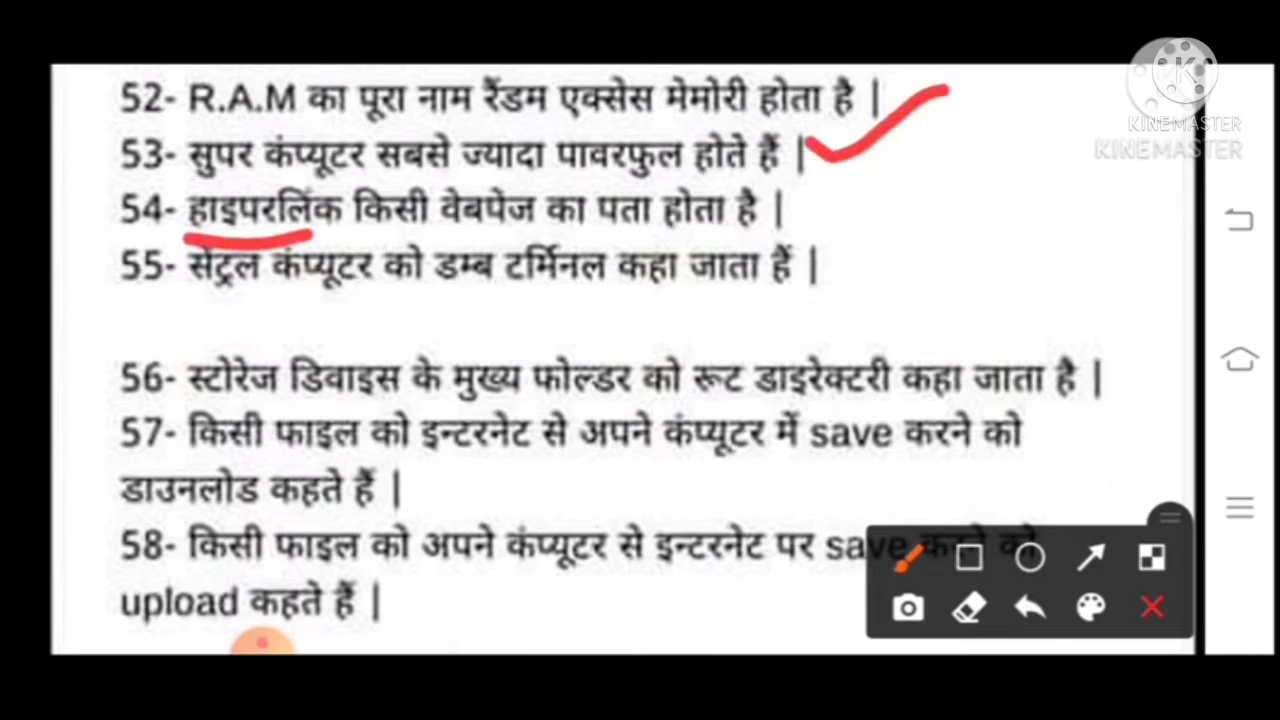 52- R.A.M का पूरा नाम रैंडम एक्सेस मेमोरी होता है |
53- सुपर कंप्यूटर सबसे ज्यादा पावरफुल होते हैं |
54- हाइपरलिंक किसी वेबपेज का पता होता है |
55- सेंट्रल कंप्यूटर को डम्ब टर्मिनल कहा जाता हैं |
56- स्टोरेज डिवाइस के मुख्य फोल्डर को रूट डाइरेक्टरी कहा जाता है |
57- किसी फाइल को इन्टरनेट से अपने कंप्यूटर में save करने को
डाउनलोड कहते हैं |
58- किसी फाइल को अपने कंप्यूटर से इन्टरनेट पर save करने को
upload कहते हैं |
KINEMASTER
KINEMASTER